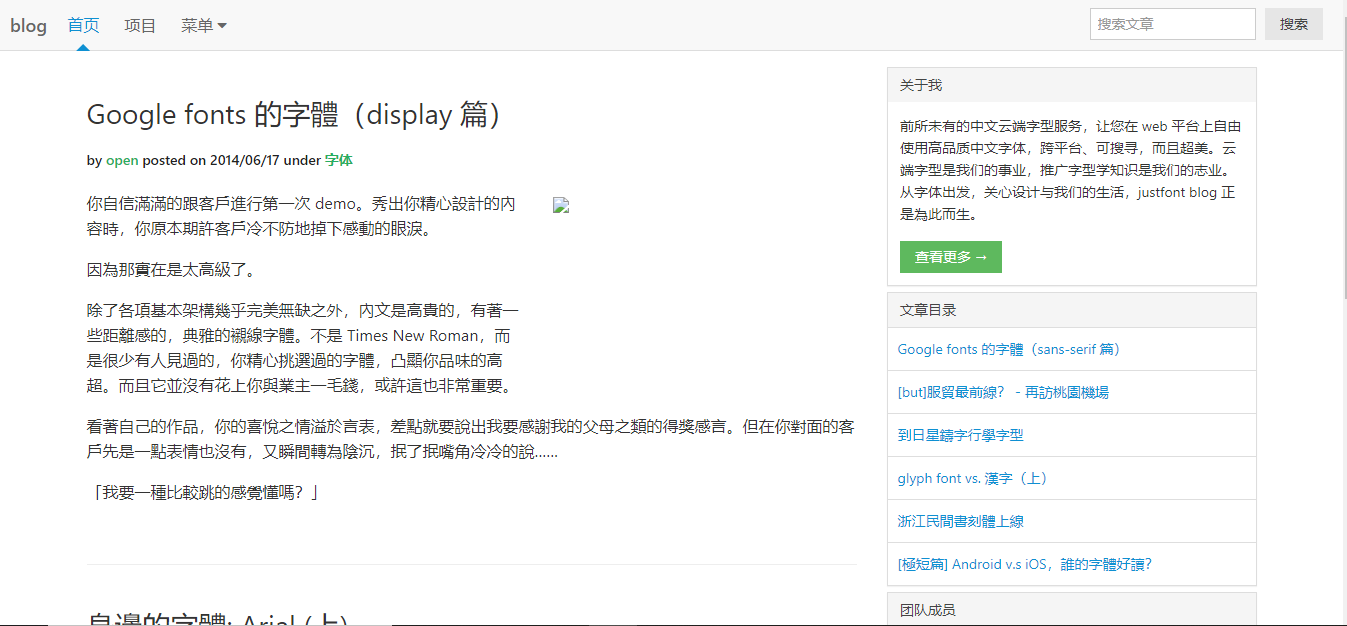 blog 首页 项目 菜单 搜索文章 搜索
Google fonts 的字體（display 篇）
by open posted on 2014/06/17 under 字体
你自信滿滿的跟客戶進行第一次 demo。秀出你精心設計的內
容時，你原本期許客戶冷不防地掉下感動的眼淚。
因為那實在是太高級了。
除了各項基本架構幾乎完美無缺之外，內文是高貴的，有著一
些距離感的，典雅的襯線字體。不是 Times New Roman，而
是很少有人見過的，你精心挑選過的字體，凸顯你品味的高
超。而且它並沒有花上你與業主一毛錢，或許這也非常重要。
看著自己的作品，你的喜悅之情溢於言表，差點就要說出我要感謝我的父母之類的得獎感言。但在你對面的客
戶先是一點表情也沒有，又瞬間轉為陰沉，抿了抿嘴角冷冷的說……
「我要一種比較跳的感覺懂嗎？」
身邊的字體: Arial (上)
关于我
前所未有的中文云端字型服务，让您在 web 平台上自由
使用高品质中文字体，跨平台、可搜寻，而且超美。云
端字型是我们的事业，推广字型学知识是我们的志业。
从字体出发，关心设计与我们的生活，justfont blog 正
是為此而生。
查看更多 →
文章目录
Google fonts 的字體（sans-serif 篇）
[but]服貿最前線？ - 再訪桃園機場
到日星鑄字行學字型
glyph font vs. 漢字（上）
浙江民間書刻體上線
[極短篇] Android v.s iOS，誰的字體好讀？
团队成员